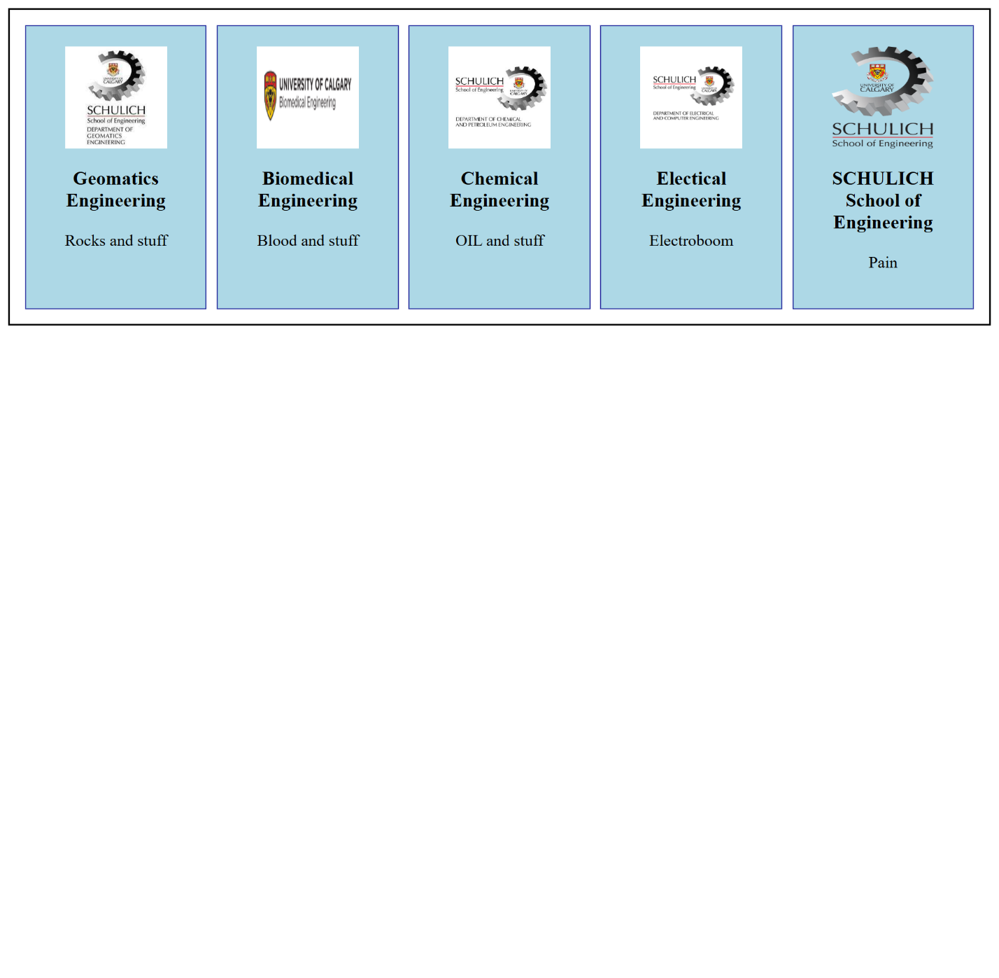 UNIVERSITY OF
CALGARY
SCHULICH
School of Engineering
DEPARTMENT OF
GEOMATICS
ENGINEERING
Geomatics
Engineering
Rocks and stuff
UNIVERSITY OF CALGARY
Biomedical Engineering
Biomedical
Engineering
Blood and stuff
SCHULICH
School of Engineering
UNIVERSITY OF
CALGARY
DEPARTMENT OF CHEMICAL
AND PETROLEUM ENGINEERING
Chemical
Engineering
OIL and stuff
SCHULICH
School of Engineering
UNIVERSITY OF
CALGARY
DEPARTMENT OF ELECTRICAL
AND COMPUTER ENGINEERING
Electical
Engineering
Electroboom
UNIVERSITY OF
CALGARY
SCHULICH
School of Engineering
SCHULICH
School of
Engineering
Pain